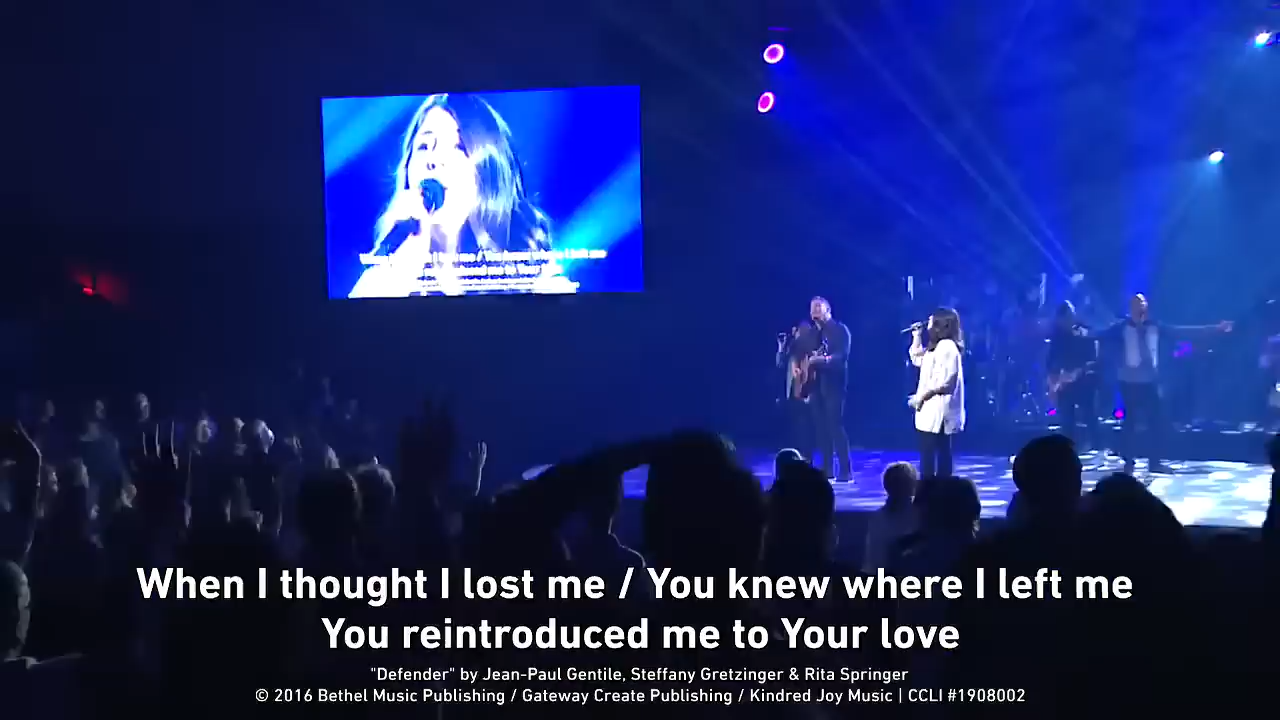 When I thought I lost me / You knew where I left me
You reintroduced me to Your love
"Defender" by Jean-Paul Gentile, Steffany Gretzinger & Rita Springer
© 2016 Bethel Music Publishing / Gateway Create Publishing / Kindred Joy Music | CCLI #1908002